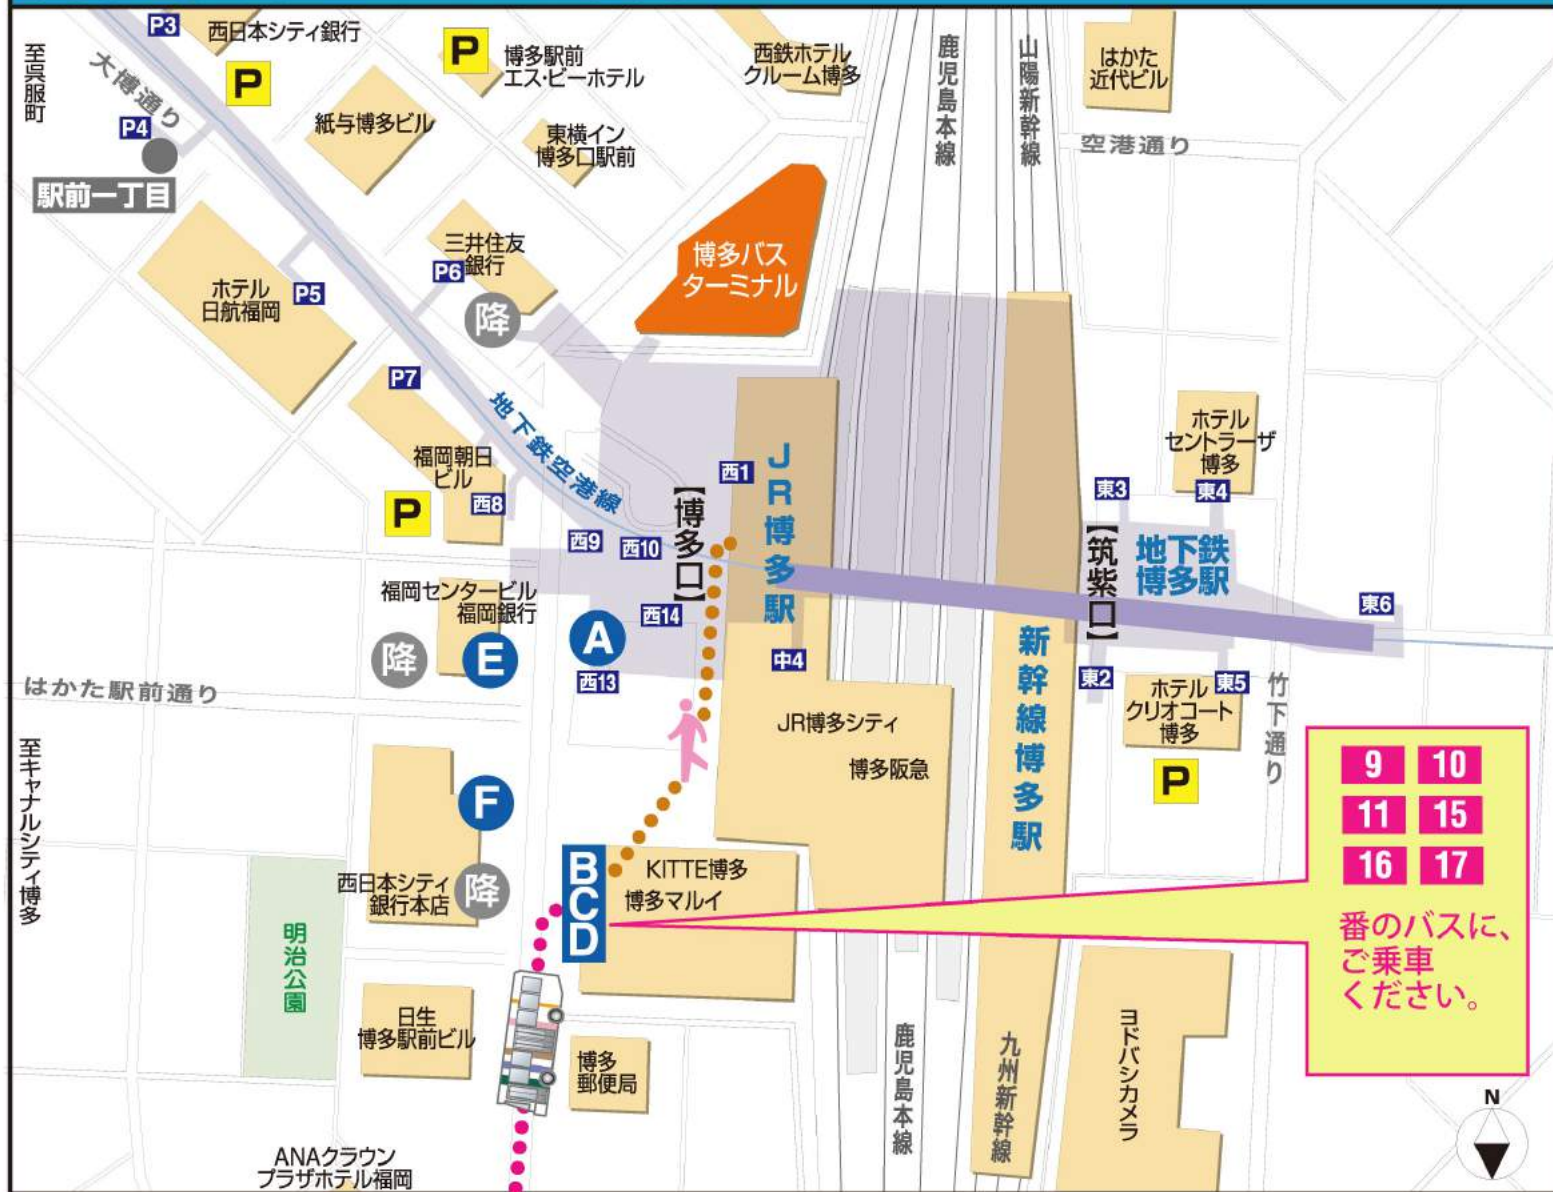 P3
西日本シティ銀行
P
P
博多駅前
エス・ビーホテル
西鉄ホテル
クルーム博多
鹿児島本線
山陽新幹線
はかた
近代ビル
至呉服町
大博通り
P4
駅前一丁目
紙与博多ビル
東横イン
博多口駅前
空港通り
三井住友
銀行
P6
降
博多バス
ターミナル
ホテル
日航福岡
P5
P7
福岡朝日
ビル
西8
P
地下鉄空港線
西9
西10
【博多口】
西1
JR博多駅
ホテル
セントラーザ
博多
東3
東4
【筑紫口】
地下鉄
博多駅
東6
福岡センタービル
福岡銀行
降
E
A
西14
西13
中4
新幹線博多駅
東2
東5
ホテル
クリオコート
博多
P
竹下通り
はかた駅前通り
至キャナルシティ博多
JR博多シティ
博多阪急
F
西日本シティ
銀行本店
降
B
C
D
KITTE博多
博多マルイ
9 10
11 15
16 17
番のバスに、
ご乗車
ください。
明治公園
日生
博多駅前ビル
博多
郵便局
鹿児島本線
九州新幹線
ヨドバシカメラ
N
ANAクラウン
プラザホテル福岡